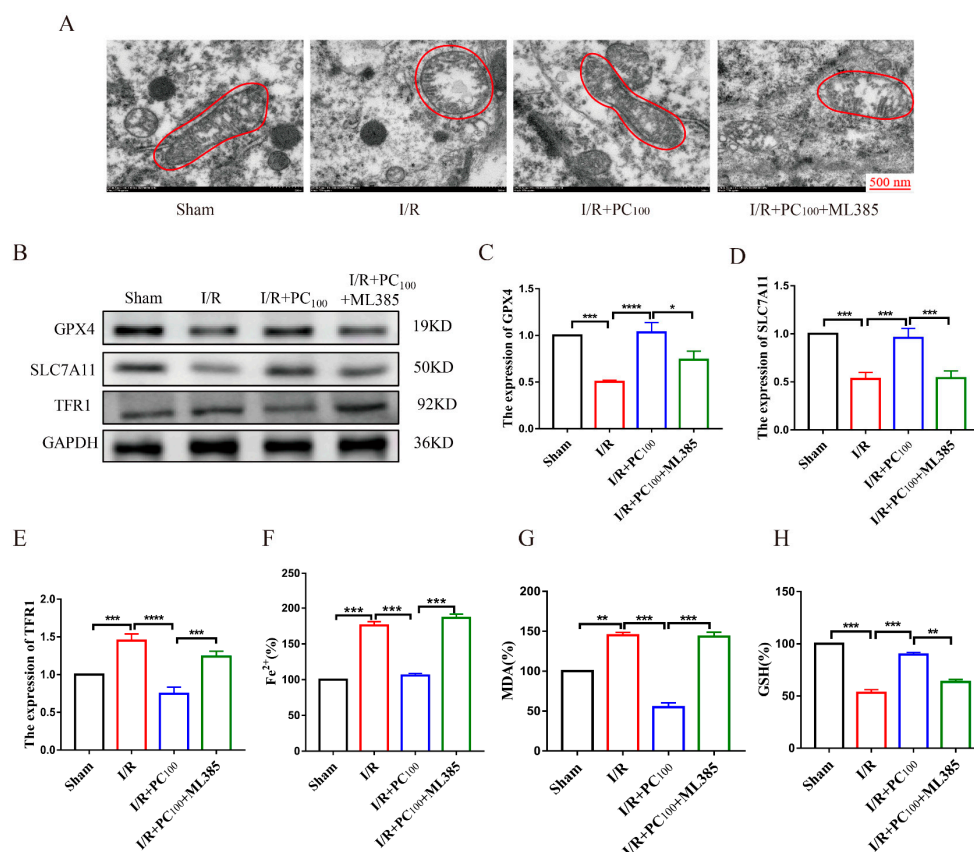 A
500 nm
Sham
I/R
I/R+PC₁₀₀
I/R+PC₁₀₀+ML385
B
Sham
I/R
I/R+PC₁₀₀
I/R+PC₁₀₀
+ML385
GPX4
19KD
SLC7A11
50KD
TFR1
92KD
GAPDH
36KD
C
The expression of GPX4
1.5
1.0
0.5
0.0
***
****
*
Sham
I/R
I/R+PC₁₀₀
I/R+PC₁₀₀+ML385
D
The expression of SLC7A11
1.5
1.0
0.5
0.0
***
***
***
Sham
I/R
I/R+PC₁₀₀
I/R+PC₁₀₀+ML385
E
The expression of TFR1
2.0
1.5
1.0
0.5
0.0
***
****
***
Sham
I/R
I/R+PC₁₀₀
I/R+PC₁₀₀+ML385
F
Fe²⁺(%)
250
200
150
100
50
0
***
***
***
Sham
I/R
I/R+PC₁₀₀
I/R+PC₁₀₀+ML385
G
MDA(%)
200
150
100
50
0
**
***
***
Sham
I/R
I/R+PC₁₀₀
I/R+PC₁₀₀+ML385
H
GSH(%)
150
100
50
0
***
***
**
Sham
I/R
I/R+PC₁₀₀
I/R+PC₁₀₀+ML385